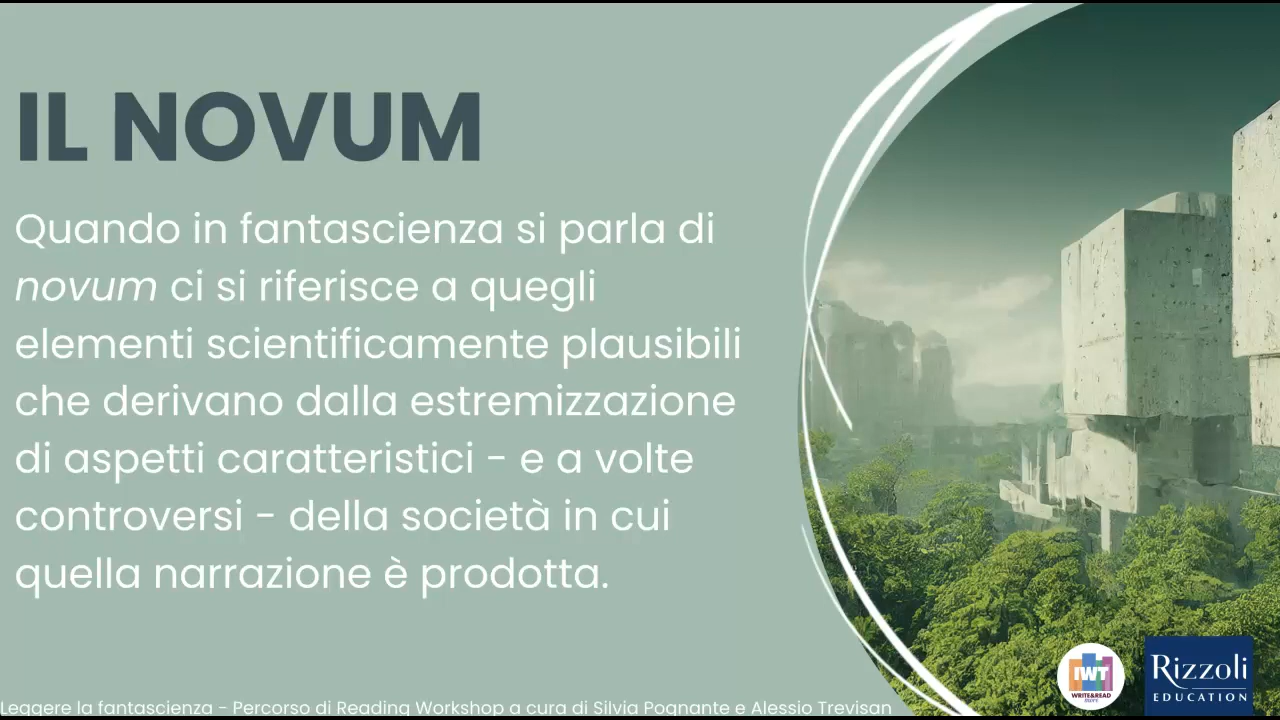 IL NOVUM
Quando in fantascienza si parla di
novum ci si riferisce a quegli
elementi scientificamente plausibili
che derivano dalla estremizzazione
di aspetti caratteristici - e a volte
controversi - della società in cui
quella narrazione è prodotta.
IWT
WRITE&READ
Rizzoli
EDUCATION
Leggere la fantascienza - Percorso di Reading Workshop a cura di Silvia Pognante e Alessio Trevisan